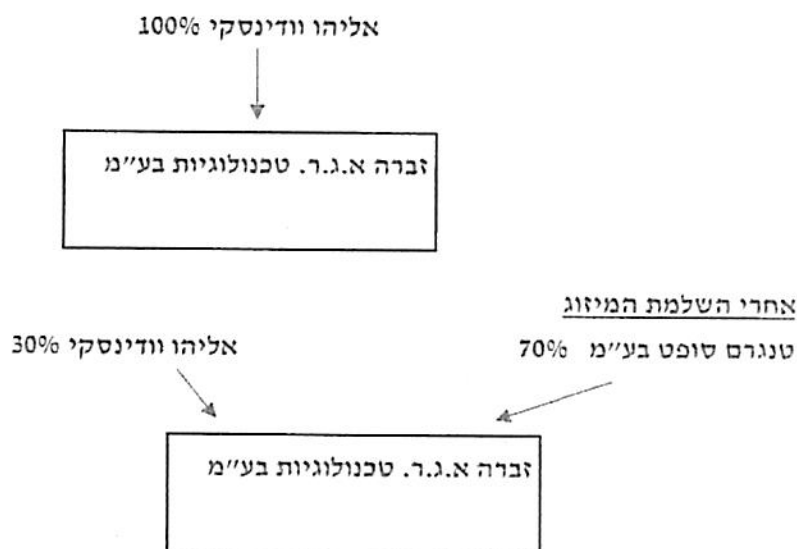 אליהו וודינסקי 100%
זברה א.ג.ר. טכנולוגיות בע״מ
אחרי השלמת המיזוג
טנגרם סופט בע״מ 70%
אליהו וודינסקי 30%
זברה א.ג.ר. טכנולוגיות בע״מ